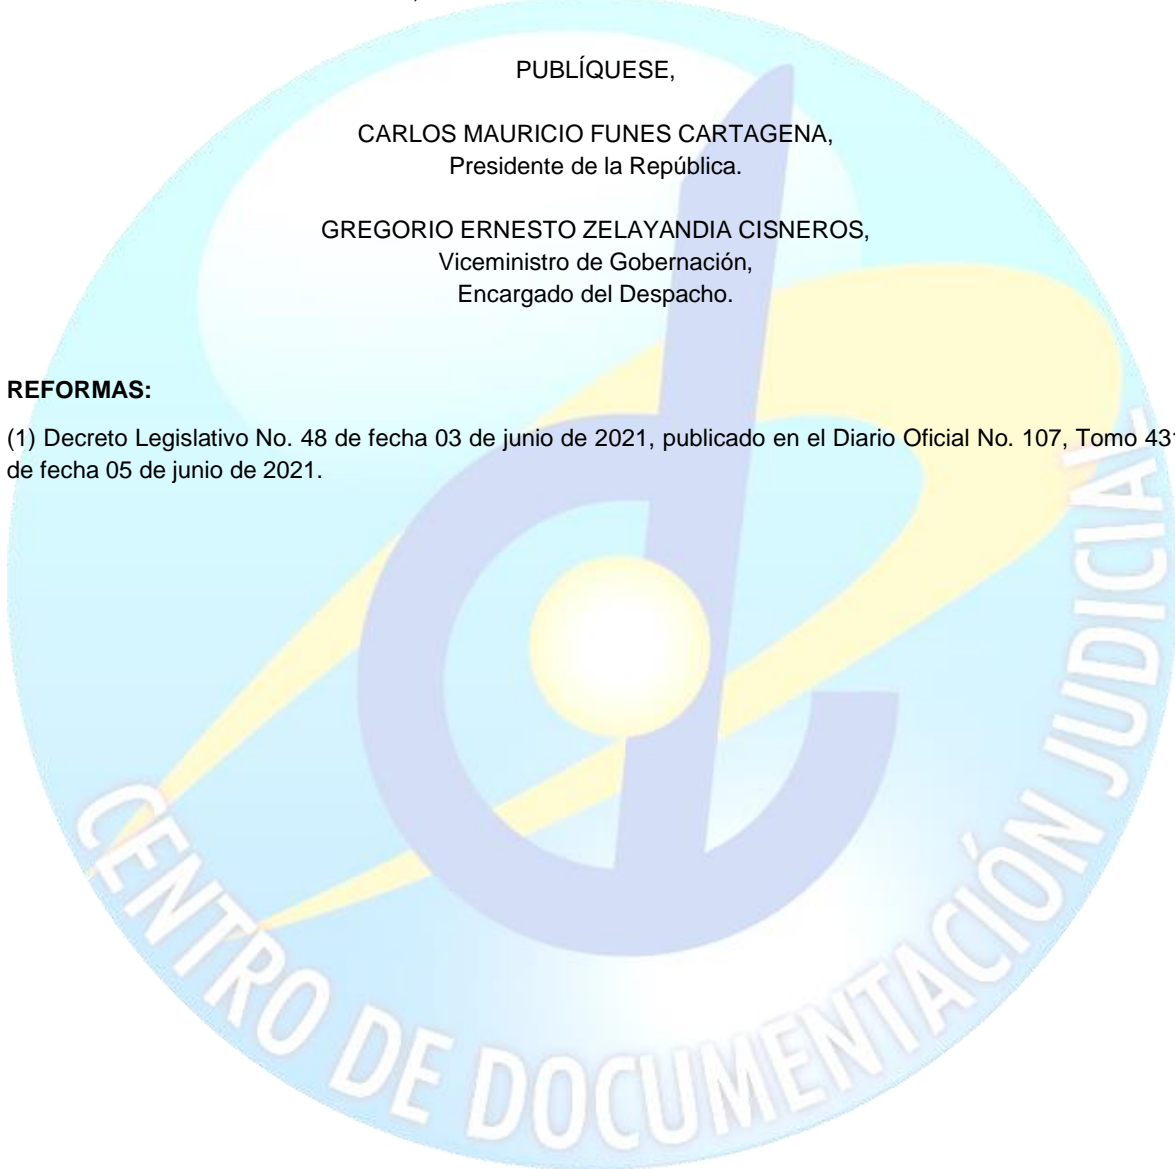 PUBLÍQUESE,
CARLOS MAURICIO FUNES CARTAGENA,
Presidente de la República.
GREGORIO ERNESTO ZELAYANDIA CISNEROS,
Viceministro de Gobernación,
Encargado del Despacho.
REFORMAS:
(1) Decreto Legislativo No. 48 de fecha 03 de junio de 2021, publicado en el Diario Oficial No. 107, Tomo 431
de fecha 05 de junio de 2021.
CENTRO DE DOCUMENTACIÓN JUDICIAL